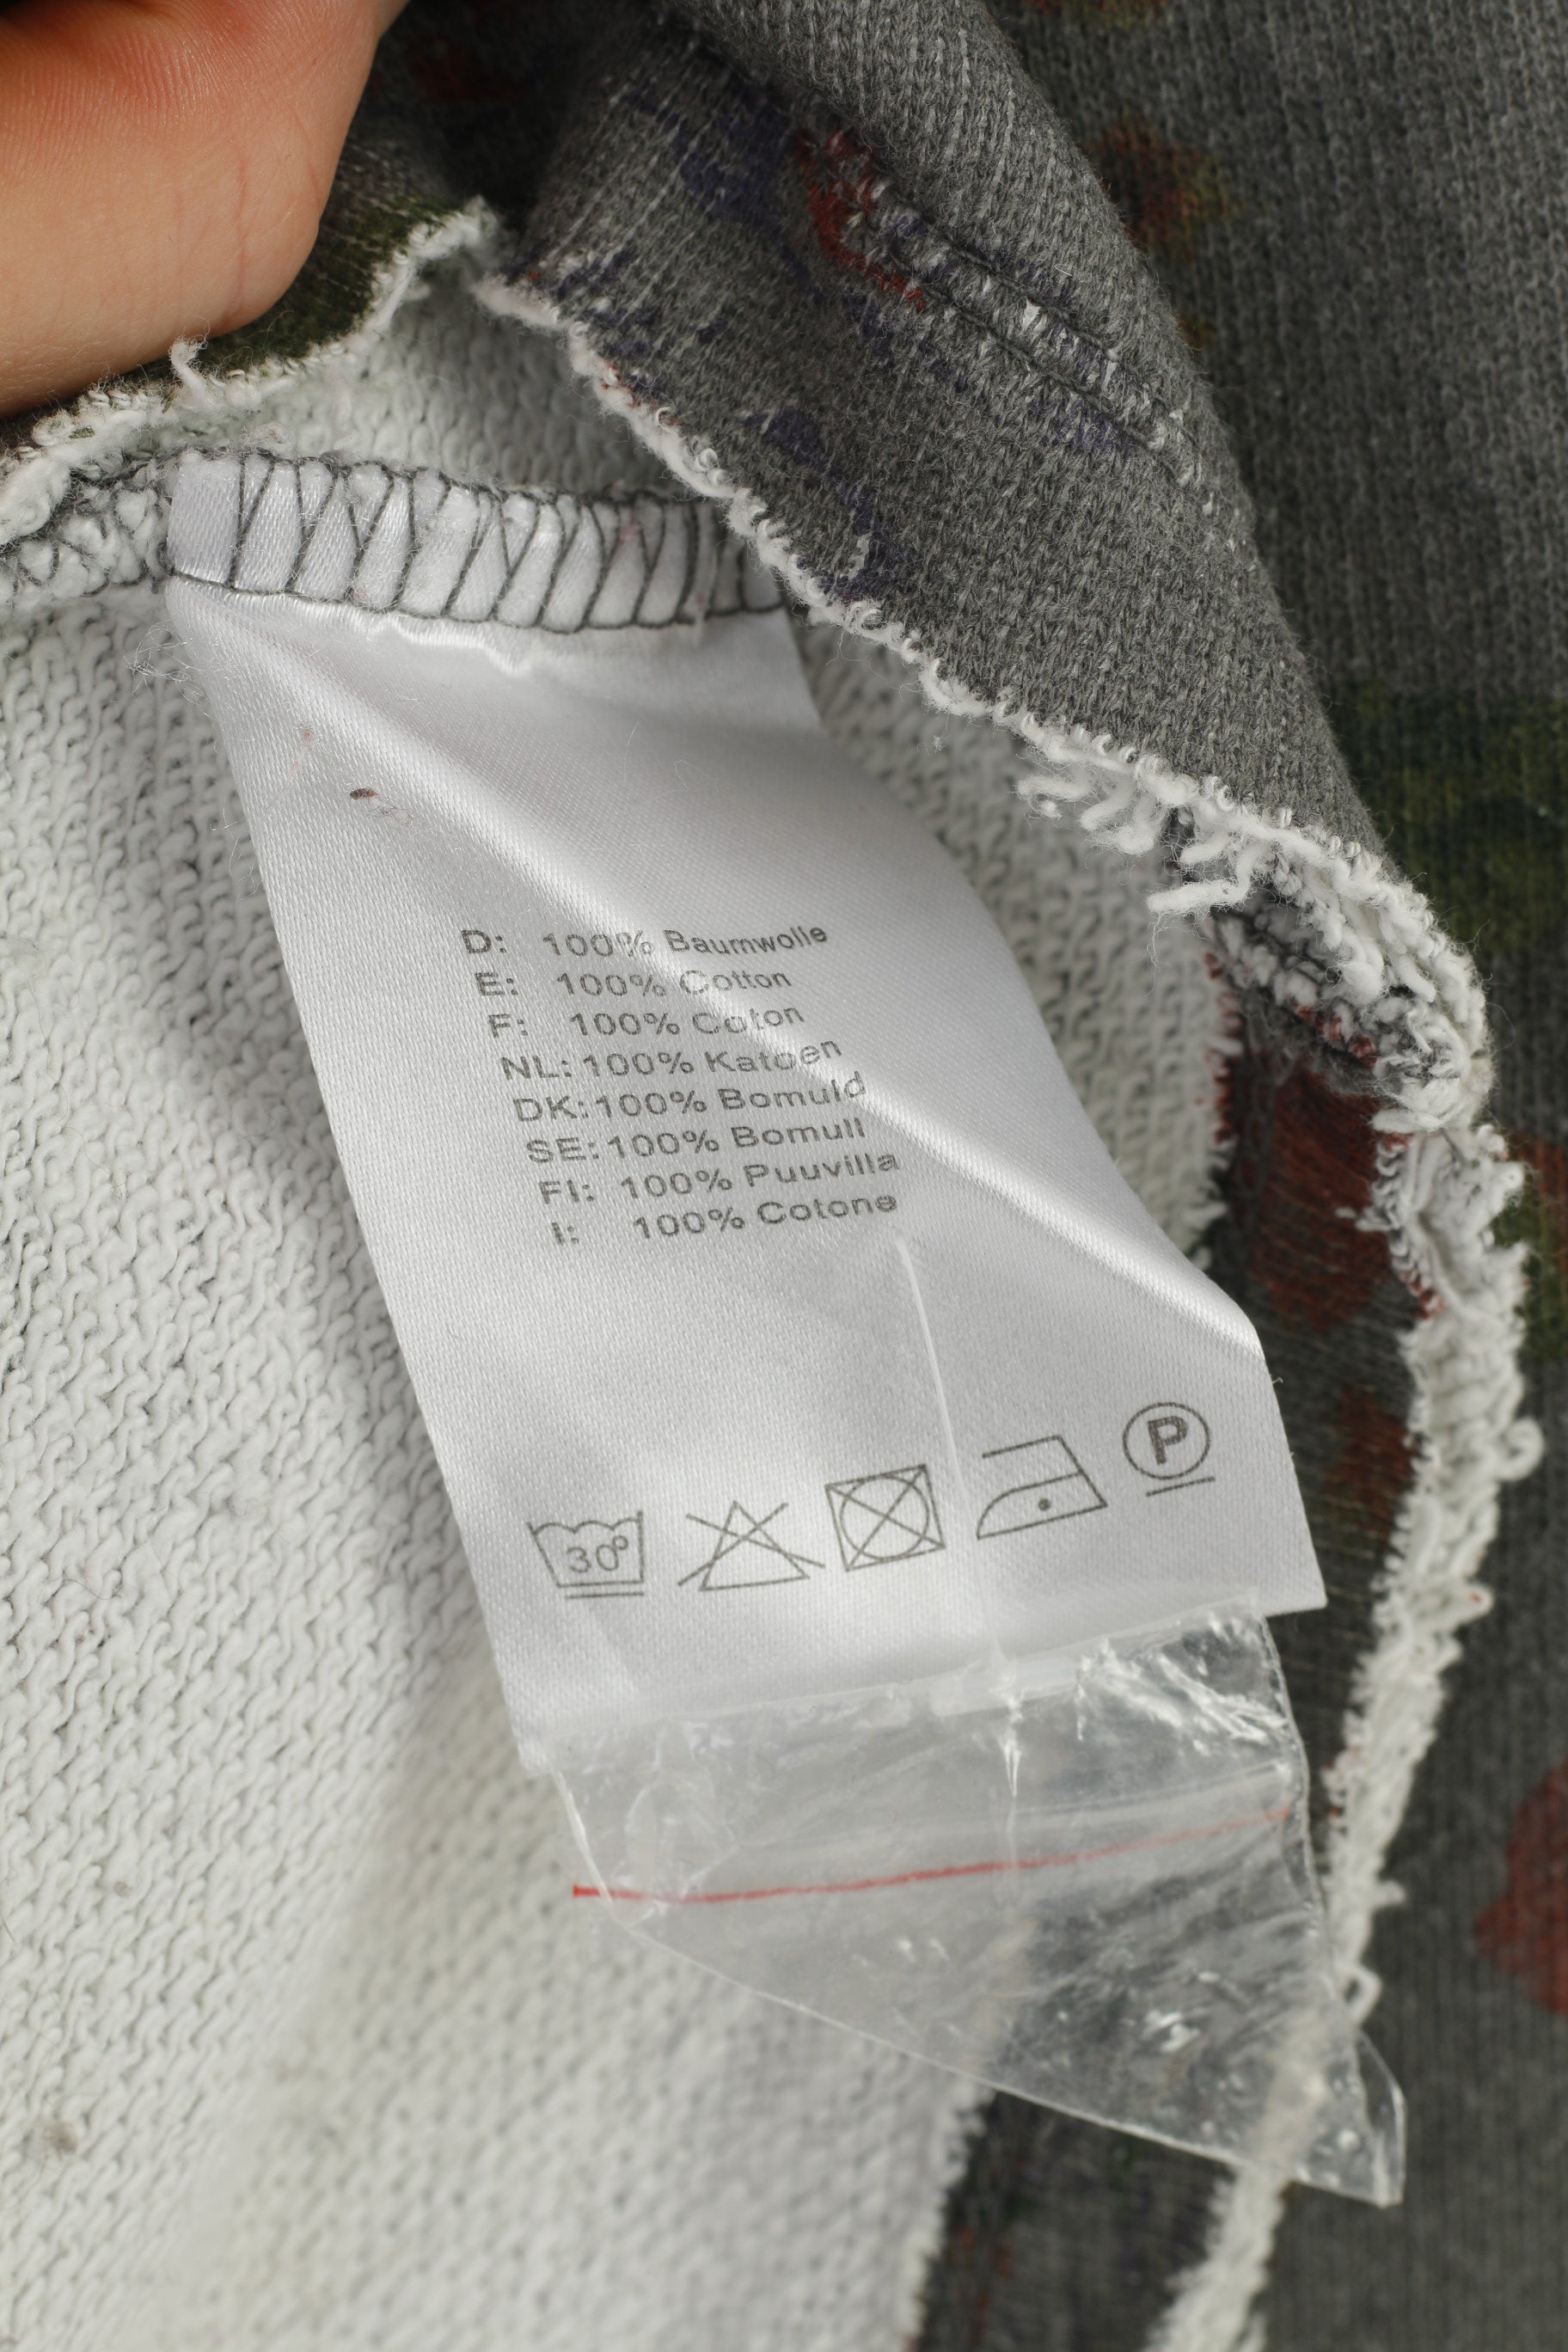 D: 100% Baumwolle
E: 100% Cotton
F: 100% Coton
NL: 100% Katoen
DK: 100% Bomuld
SE: 100% Bomull
FI: 100% Puuvilla
I: 100% Cotone
30° P